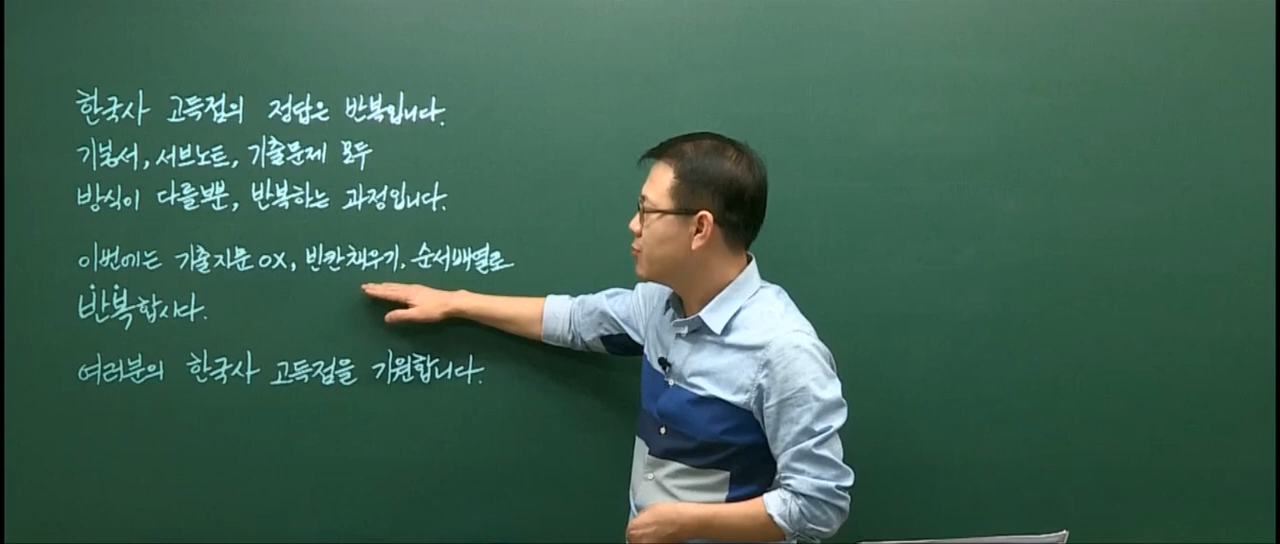 한국사 고득점의 정답은 반복입니다.
기본서, 서브노트, 기출문제 모두
방식이 다를뿐, 반복하는 과정입니다.
이번에는 기출지문OX, 빈칸채우기, 순서배열로
반복합시다.
여러분의 한국사 고득점을 기원합니다.